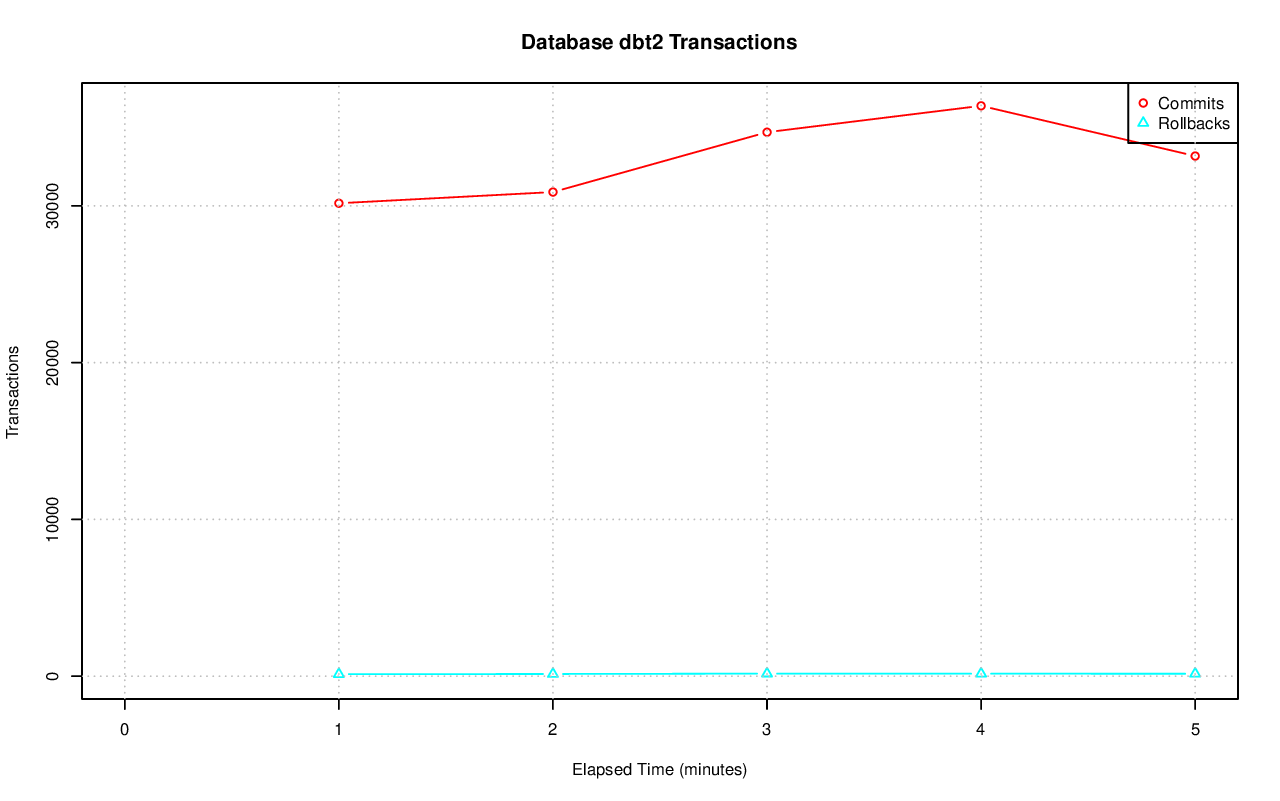 Database dbt2 Transactions
Commits
Rollbacks
Transactions
30000
20000
10000
0
0 1 2 3 4 5
Elapsed Time (minutes)